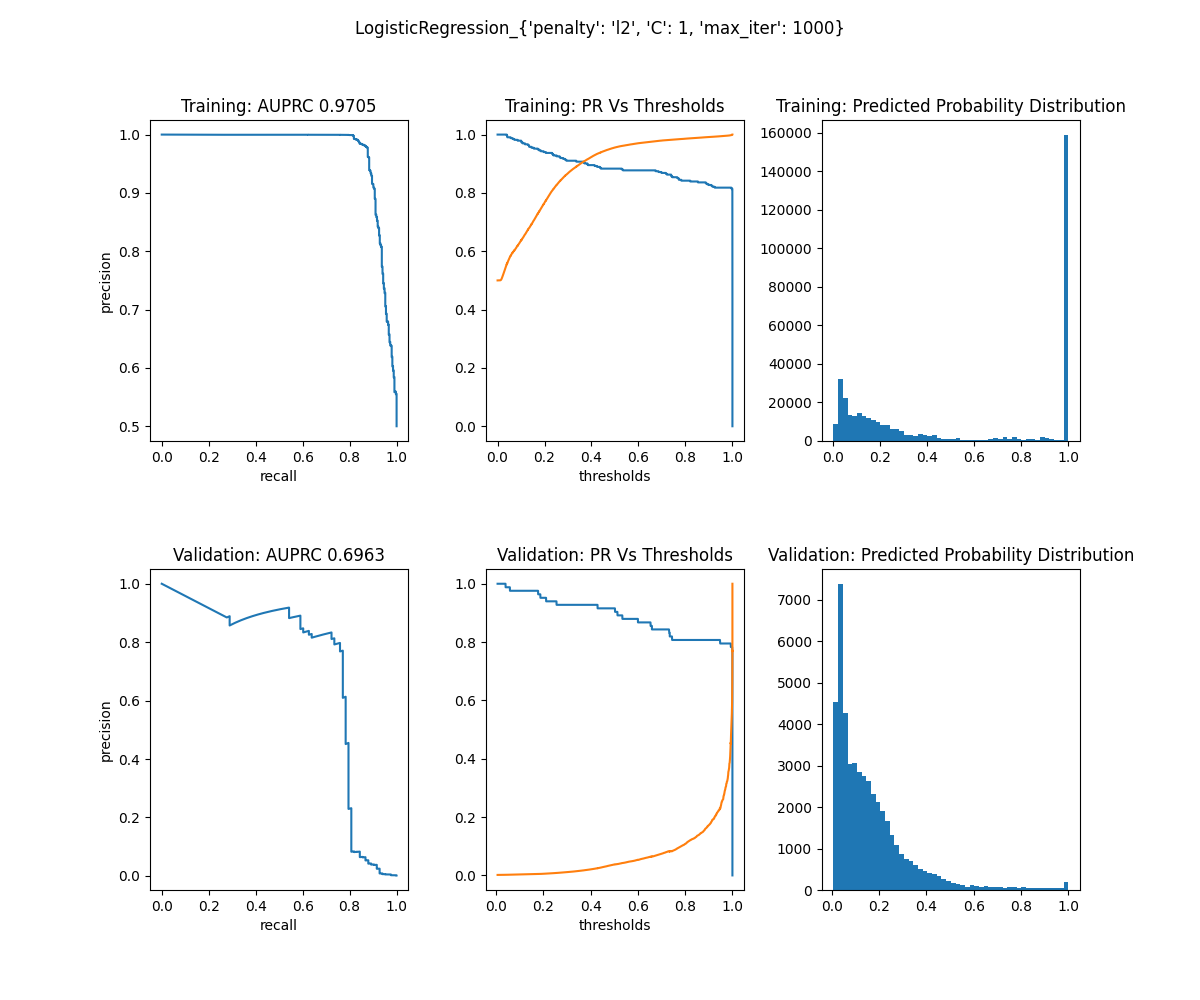 LogisticRegression_{'penalty': 'l2', 'C': 1, 'max_iter': 1000}
Training: AUPRC 0.9705
precision
1.0
0.9
0.8
0.7
0.6
0.5
0.0 0.2 0.4 0.6 0.8 1.0
recall
Training: PR Vs Thresholds
1.0
0.8
0.6
0.4
0.2
0.0
0.0 0.2 0.4 0.6 0.8 1.0
thresholds
Training: Predicted Probability Distribution
160000
140000
120000
100000
80000
60000
40000
20000
0
0.0 0.2 0.4 0.6 0.8 1.0
Validation: AUPRC 0.6963
precision
1.0
0.8
0.6
0.4
0.2
0.0
0.0 0.2 0.4 0.6 0.8 1.0
recall
Validation: PR Vs Thresholds
1.0
0.8
0.6
0.4
0.2
0.0
0.0 0.2 0.4 0.6 0.8 1.0
thresholds
Validation: Predicted Probability Distribution
7000
6000
5000
4000
3000
2000
1000
0
0.0 0.2 0.4 0.6 0.8 1.0